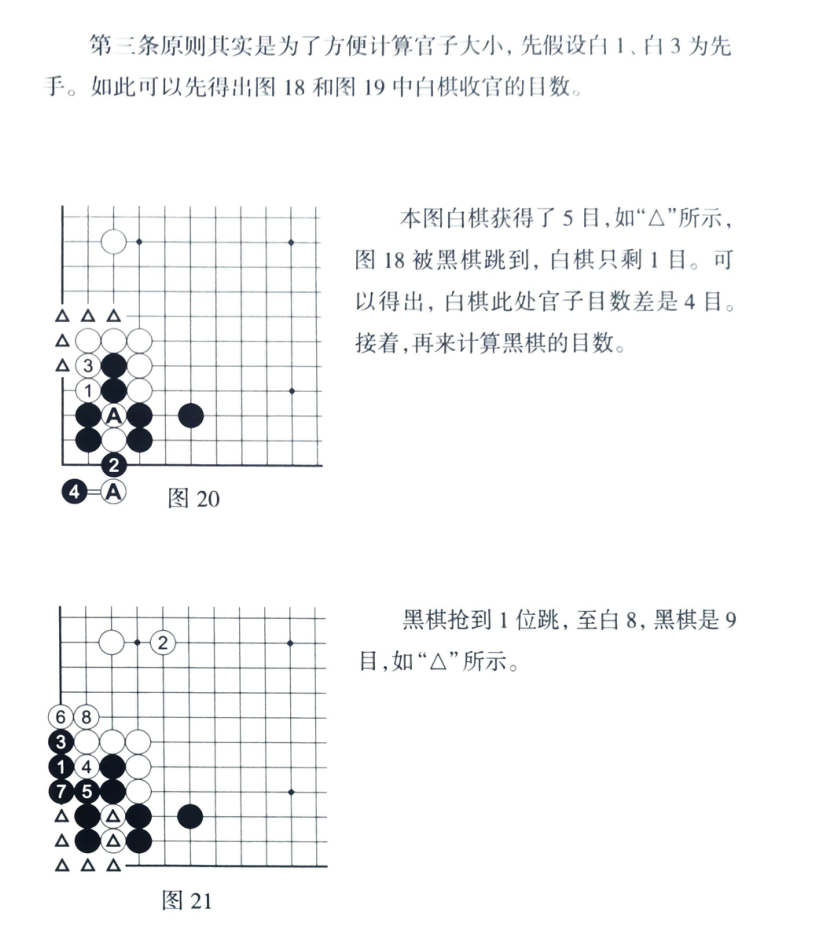 第三条原则其实是为了方便计算官子大小，先假设白 1、白 3 为先
手。如此可以先得出图 18 和图 19 中白棋收官的目数。
本图白棋获得了 5 目，如“△”所示，
图 18 被黑棋跳到，白棋只剩 1 目。可
以得出，白棋此处官子目数差是 4 目。
接着，再来计算黑棋的目数。
△ △ △
△
△ 3
1
A
2
4=A
图 20
黑棋抢到 1 位跳，至白 8，黑棋是 9
目，如“△”所示。
2
6 8
3
1 4
7 5
△ △
△ △
△ △ △
图 21